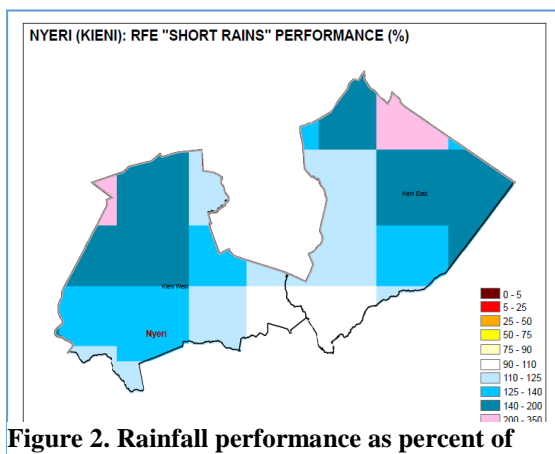 NYERI (KIENI): RFE "SHORT RAINS" PERFORMANCE (%)
Kieni East
Kieni West
Nyeri
0 - 5
5 - 25
25 - 50
50 - 75
75 - 90
90 - 110
110 - 125
125 - 140
140 - 200
200 - 350
Figure 2. Rainfall performance as percent of